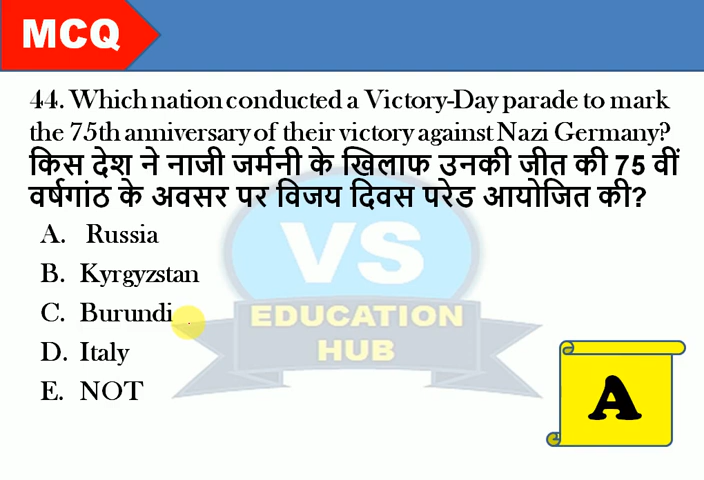 MCQ
44. Which nation conducted a Victory-Day parade to mark
the 75th anniversary of their victory against Nazi Germany?
किस देश ने नाजी जर्मनी के खिलाफ उनकी जीत की 75 वीं
वर्षगांठ के अवसर पर विजय दिवस परेड आयोजित की?
A. Russia
B. Kyrgyzstan
C. Burundi
D. Italy
E. NOT
VS
EDUCATION
HUB
A